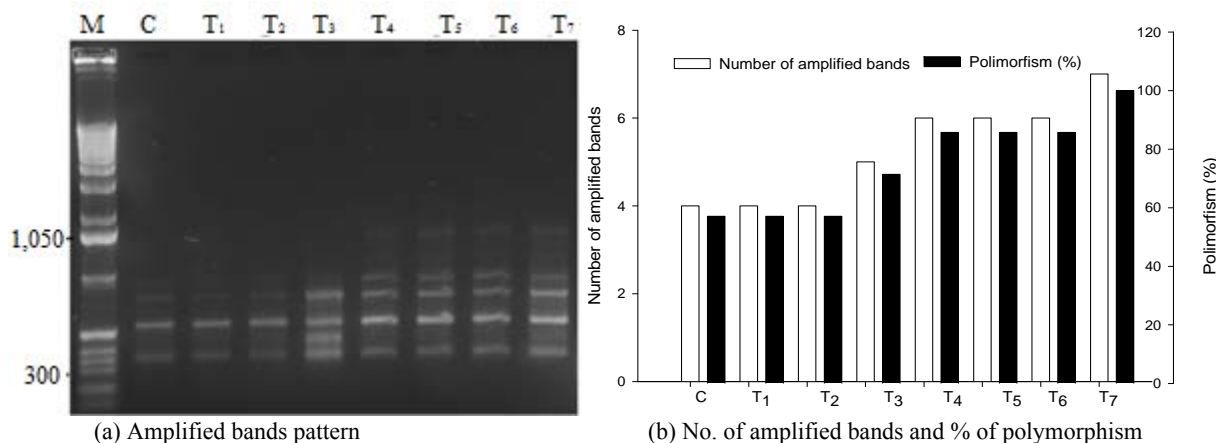 M C T1 T2 T3 T4 T5 T6 T7
1,050
300
(a) Amplified bands pattern
Number of amplified bands
Polimorfism (%)
8
6
4
2
0
Number of amplified bands
120
100
80
60
40
20
0
Polimorfism (%)
C T1 T2 T3 T4 T5 T6 T7
(b) No. of amplified bands and % of polymorphism